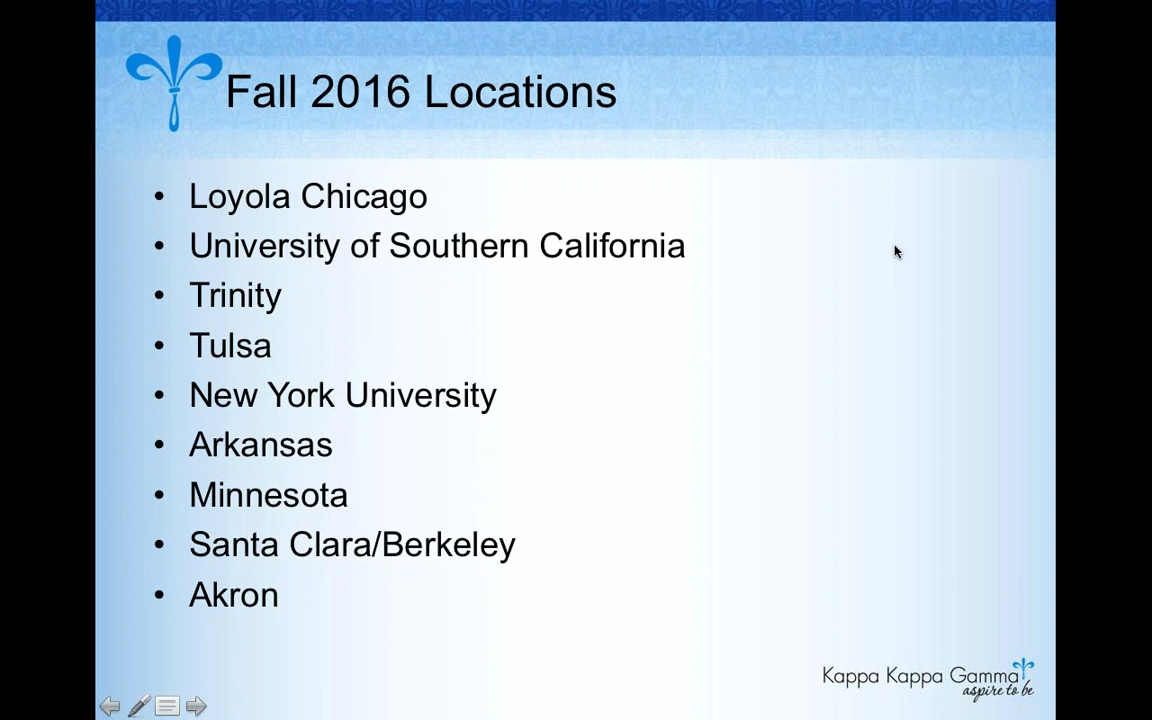 Fall 2016 Locations
• Loyola Chicago
• University of Southern California
• Trinity
• Tulsa
• New York University
• Arkansas
• Minnesota
• Santa Clara/Berkeley
• Akron
Kappa Kappa Gamma
aspire to be